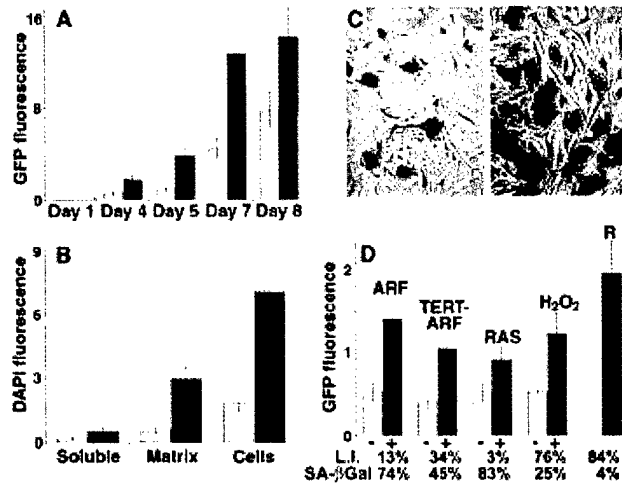 A
GFP fluorescence
16
8
0
Day 1 Day 4 Day 5 Day 7 Day 8
B
DAPI fluorescence
9
6
3
0
Soluble Matrix Cells
C
D
GFP fluorescence
2
1
0
ARF
TERT-
ARF
RAS
H₂O₂
R
- + - + - + - +
L.I. 13% 34% 3% 76% 84%
SA-βGal 74% 45% 83% 25% 4%